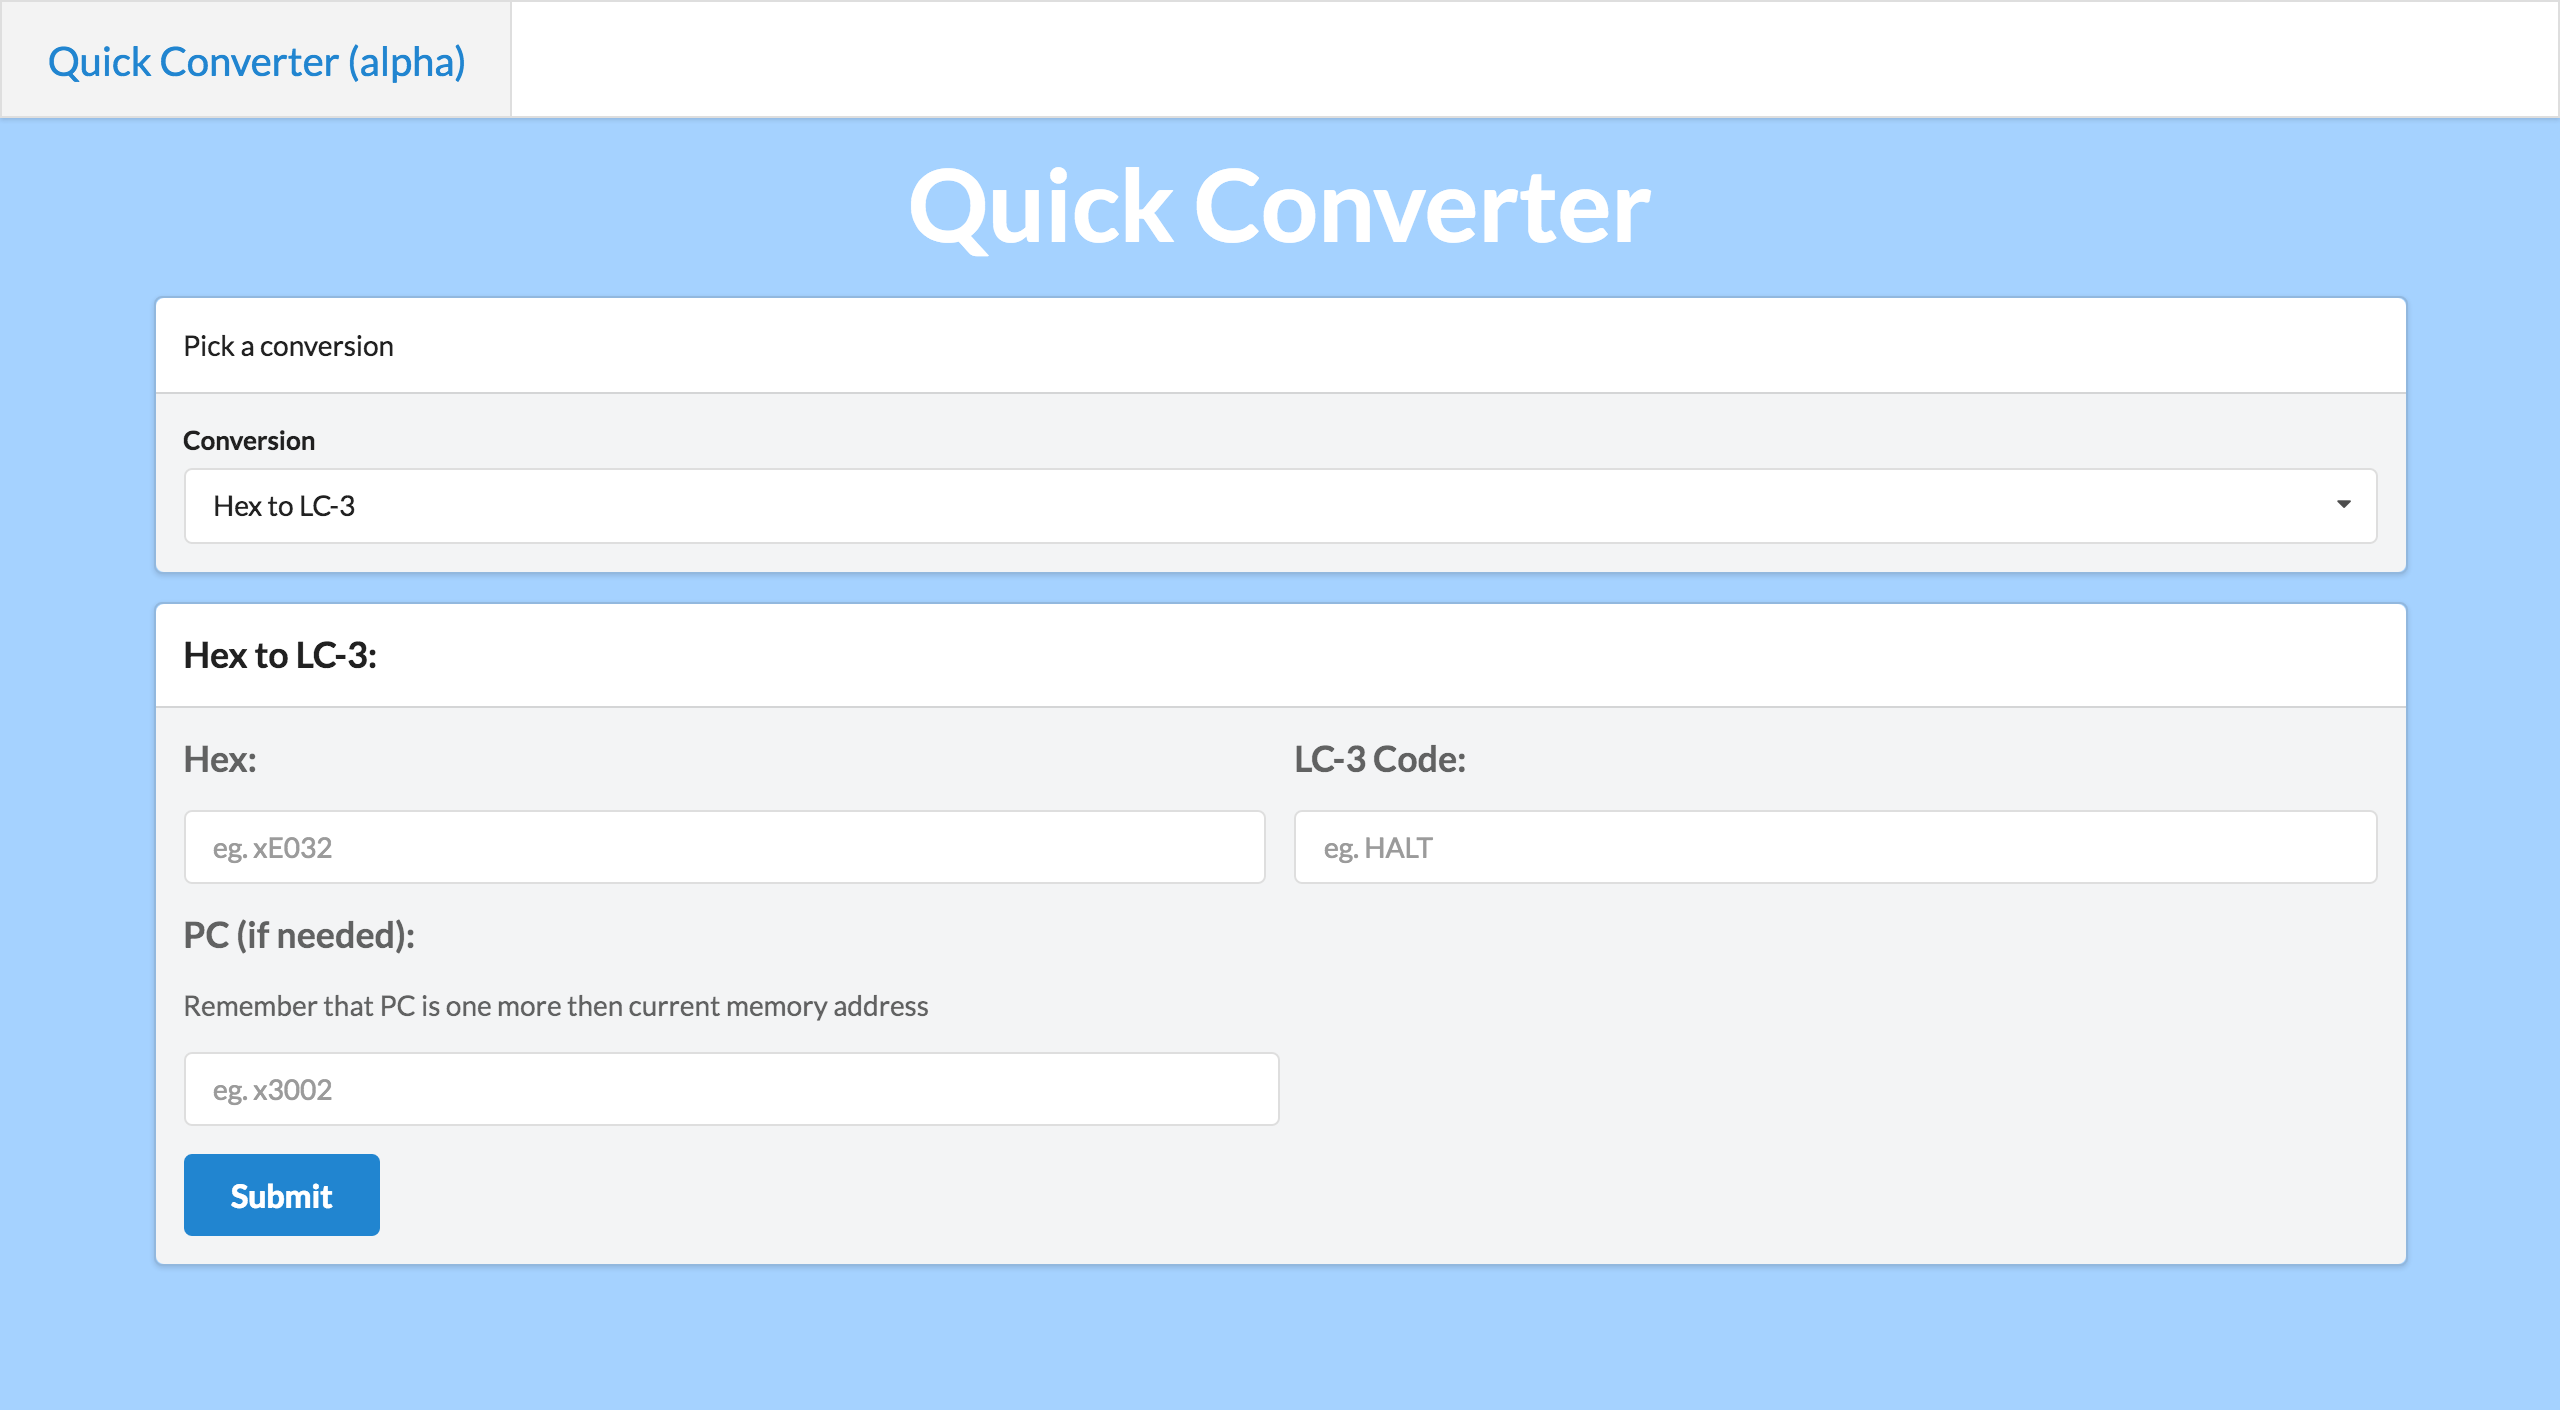 Quick Converter (alpha)
Quick Converter
Pick a conversion
Conversion
Hex to LC-3
Hex to LC-3:
Hex:
LC-3 Code:
eg. xE032
eg. HALT
PC (if needed):
Remember that PC is one more then current memory address
eg. x3002
Submit